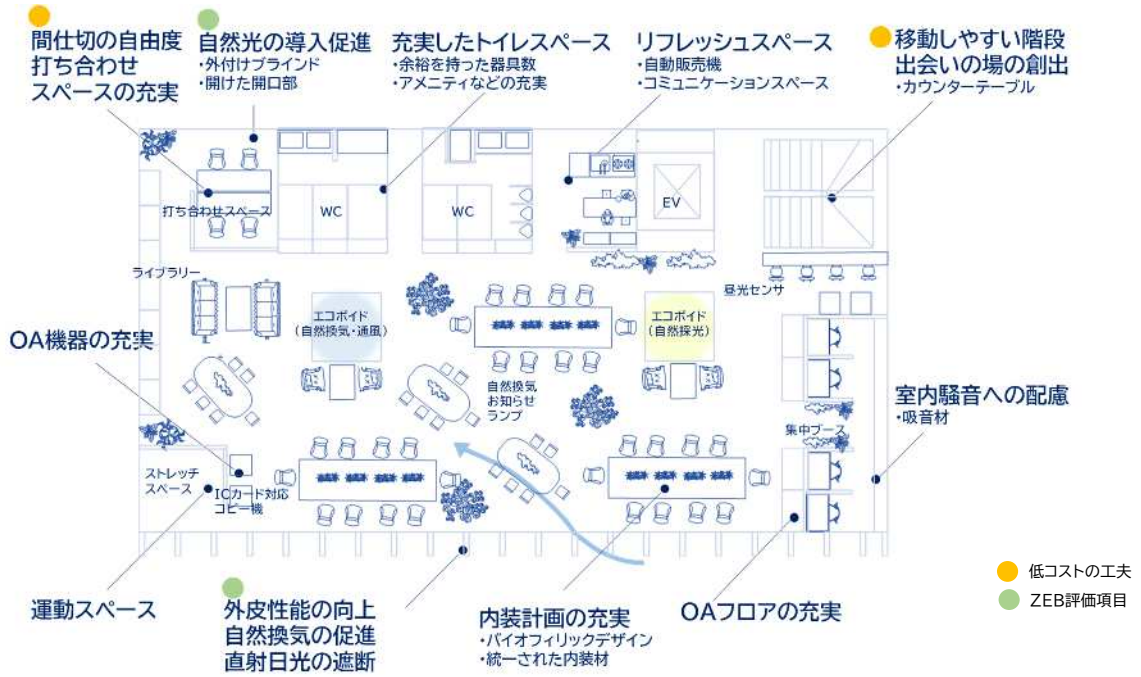 間仕切の自由度
打ち合わせ
スペースの充実
自然光の導入促進
・外付けブラインド
・開けた開口部
充実したトイレスペース
・余裕を持った器具数
・アメニティなどの充実
リフレッシュスペース
・自動販売機
・コミュニケーションスペース
移動しやすい階段
出会いの場の創出
・カウンターテーブル
打ち合わせスペース
WC
WC
EV
ライブラリー
昼光センサ
エコボイド
(自然換気・通風)
エコボイド
(自然採光)
OA機器の充実
自然換気
お知らせ
ランプ
室内騒音への配慮
・吸音材
集中ブース
ストレッチ
スペース
ICカード対応
コピー機
運動スペース
外皮性能の向上
自然換気の促進
直射日光の遮断
内装計画の充実
・バイオフィリックデザイン
・統一された内装材
OAフロアの充実
低コストの工夫
ZEB評価項目